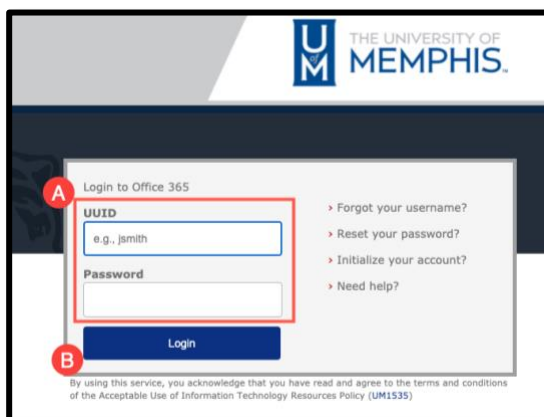 U
of
M
THE UNIVERSITY OF
MEMPHIS™
A
Login to Office 365
UUID
e.g., jsmith
Password
B
Login
› Forgot your username?
› Reset your password?
› Initialize your account?
› Need help?
By using this service, you acknowledge that you have read and agree to the terms and conditions
of the Acceptable Use of Information Technology Resources Policy (UM1535)